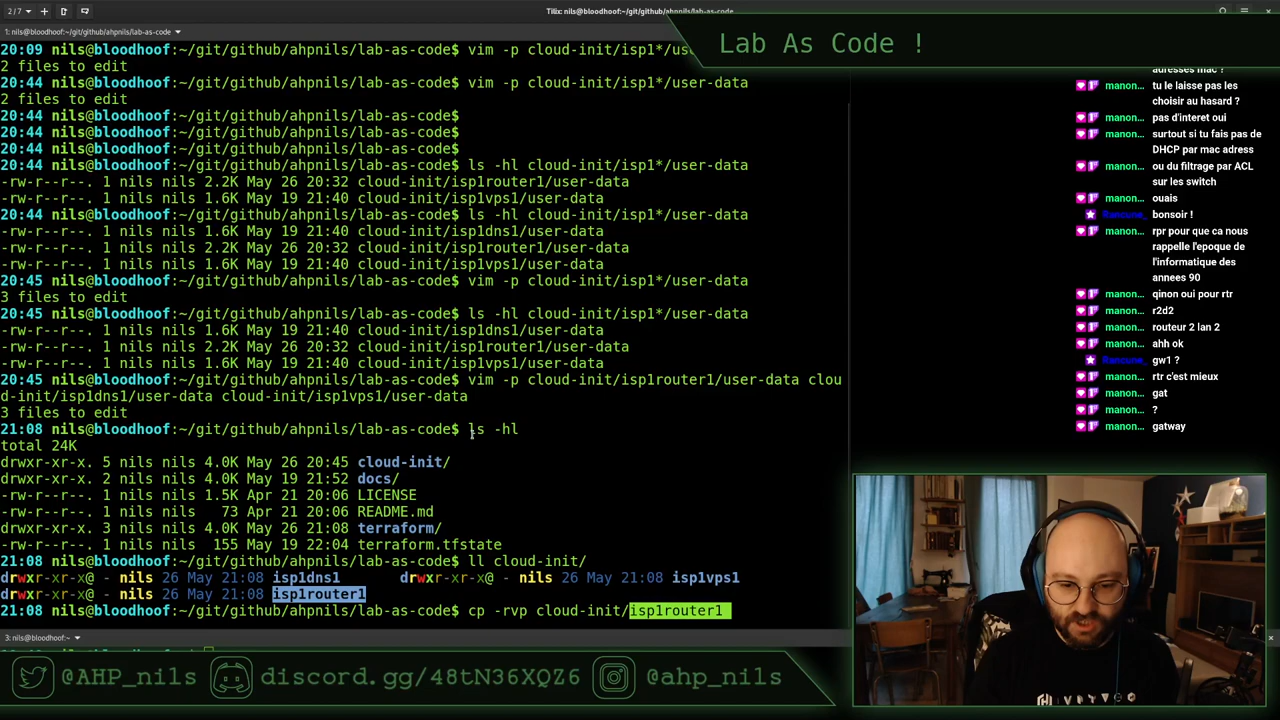 2/7
Tilix: nils@bloodhoof:~/git/github/ahpnils/lab-as-code
1: nils@bloodhoof:~/git/github/ahpnils/lab-as-code
Lab As Code !
20:09 nils@bloodhoof:~/git/github/ahpnils/lab-as-code$ vim -p cloud-init/isp1*/us
2 files to edit
20:44 nils@bloodhoof:~/git/github/ahpnils/lab-as-code$ vim -p cloud-init/isp1*/user-data
2 files to edit
20:44 nils@bloodhoof:~/git/github/ahpnils/lab-as-code$
20:44 nils@bloodhoof:~/git/github/ahpnils/lab-as-code$
20:44 nils@bloodhoof:~/git/github/ahpnils/lab-as-code$
20:44 nils@bloodhoof:~/git/github/ahpnils/lab-as-code$ ls -hl cloud-init/isp1*/user-data
-rw-r--r--. 1 nils nils 2.2K May 26 20:32 cloud-init/isp1router1/user-data
-rw-r--r--. 1 nils nils 1.6K May 19 21:40 cloud-init/isp1vps1/user-data
20:44 nils@bloodhoof:~/git/github/ahpnils/lab-as-code$ ls -hl cloud-init/isp1*/user-data
-rw-r--r--. 1 nils nils 1.6K May 19 21:40 cloud-init/isp1dns1/user-data
-rw-r--r--. 1 nils nils 2.2K May 26 20:32 cloud-init/isp1router1/user-data
-rw-r--r--. 1 nils nils 1.6K May 19 21:40 cloud-init/isp1vps1/user-data
20:45 nils@bloodhoof:~/git/github/ahpnils/lab-as-code$ vim -p cloud-init/isp1*/user-data
3 files to edit
20:45 nils@bloodhoof:~/git/github/ahpnils/lab-as-code$ ls -hl cloud-init/isp1*/user-data
-rw-r--r--. 1 nils nils 1.6K May 19 21:40 cloud-init/isp1dns1/user-data
-rw-r--r--. 1 nils nils 2.2K May 26 20:32 cloud-init/isp1router1/user-data
-rw-r--r--. 1 nils nils 1.6K May 19 21:40 cloud-init/isp1vps1/user-data
20:45 nils@bloodhoof:~/git/github/ahpnils/lab-as-code$ vim -p cloud-init/isp1router1/user-data clou
d-init/isp1dns1/user-data cloud-init/isp1vps1/user-data
3 files to edit
21:08 nils@bloodhoof:~/git/github/ahpnils/lab-as-code$ ls -hl
total 24K
drwxr-xr-x. 5 nils nils 4.0K May 26 20:45 cloud-init/
drwxr-xr-x. 2 nils nils 4.0K May 19 21:52 docs/
-rw-r--r--. 1 nils nils 1.5K Apr 21 20:06 LICENSE
-rw-r--r--. 1 nils nils   73 Apr 21 20:06 README.md
drwxr-xr-x. 3 nils nils 4.0K May 26 21:08 terraform/
-rw-r--r--. 1 nils nils  155 May 19 22:04 terraform.tfstate
21:08 nils@bloodhoof:~/git/github/ahpnils/lab-as-code$ ll cloud-init/
drwxr-xr-x@ - nils 26 May 21:08 isp1dns1 drwxr-xr-x@ - nils 26 May 21:08 isp1vps1
drwxr-xr-x@ - nils 26 May 21:08 isp1router1
21:08 nils@bloodhoof:~/git/github/ahpnils/lab-as-code$ cp -rvp cloud-init/isp1router1
3: nils@bloodhoof:~
adresses mac ?
manon... tu le laisse pas les
choisir au hasard ?
manon... pas d'interet oui
manon... surtout si tu fais pas de
DHCP par mac adress
manon... ou du filtrage par ACL
sur les switch
manon... ouais
Rancune_ bonsoir !
manon... rpr pour que ca nous
rappelle l'epoque de
l'informatique des
annees 90
manon... qinon oui pour rtr
manon... r2d2
manon... routeur 2 lan 2
manon... ahh ok
Rancune_ gw1 ?
manon... rtr c'est mieux
manon... gat
manon... ?
manon... gatway
@AHP_nils
discord.gg/48tN36XQZ6
@ahp_nils